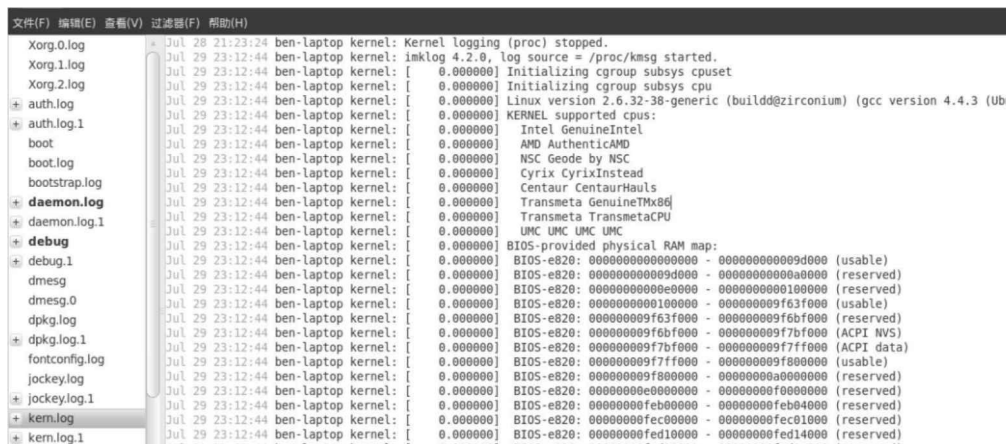 文件(F) 编辑(E) 查看(V) 过滤器(F) 帮助(H)
Xorg.0.log
Xorg.1.log
Xorg.2.log
+ auth.log
+ auth.log.1
boot
boot.log
bootstrap.log
+ daemon.log
+ daemon.log.1
+ debug
+ debug.1
dmesg
dmesg.0
dpkg.log
+ dpkg.log.1
fontconfig.log
jockey.log
+ jockey.log.1
+ kern.log
+ kern.log.1
Jul 28 21:23:24 ben-laptop kernel: Kernel logging (proc) stopped.
Jul 29 23:12:44 ben-laptop kernel: imklog 4.2.0, log source = /proc/kmsg started.
Jul 29 23:12:44 ben-laptop kernel: [    0.000000] Initializing cgroup subsys cpuset
Jul 29 23:12:44 ben-laptop kernel: [    0.000000] Initializing cgroup subsys cpu
Jul 29 23:12:44 ben-laptop kernel: [    0.000000] Linux version 2.6.32-38-generic (buildd@zirconium) (gcc version 4.4.3 (Ub
Jul 29 23:12:44 ben-laptop kernel: [    0.000000] KERNEL supported cpus:
Jul 29 23:12:44 ben-laptop kernel: [    0.000000]   Intel GenuineIntel
Jul 29 23:12:44 ben-laptop kernel: [    0.000000]   AMD AuthenticAMD
Jul 29 23:12:44 ben-laptop kernel: [    0.000000]   NSC Geode by NSC
Jul 29 23:12:44 ben-laptop kernel: [    0.000000]   Cyrix CyrixInstead
Jul 29 23:12:44 ben-laptop kernel: [    0.000000]   Centaur CentaurHauls
Jul 29 23:12:44 ben-laptop kernel: [    0.000000]   Transmeta GenuineTMx86
Jul 29 23:12:44 ben-laptop kernel: [    0.000000]   Transmeta TransmetaCPU
Jul 29 23:12:44 ben-laptop kernel: [    0.000000]   UMC UMC UMC UMC
Jul 29 23:12:44 ben-laptop kernel: [    0.000000] BIOS-provided physical RAM map:
Jul 29 23:12:44 ben-laptop kernel: [    0.000000]  BIOS-e820: 0000000000000000 - 000000000009d000 (usable)
Jul 29 23:12:44 ben-laptop kernel: [    0.000000]  BIOS-e820: 000000000009d000 - 00000000000a0000 (reserved)
Jul 29 23:12:44 ben-laptop kernel: [    0.000000]  BIOS-e820: 00000000000e0000 - 0000000000100000 (reserved)
Jul 29 23:12:44 ben-laptop kernel: [    0.000000]  BIOS-e820: 0000000000100000 - 000000009f63f000 (usable)
Jul 29 23:12:44 ben-laptop kernel: [    0.000000]  BIOS-e820: 000000009f63f000 - 000000009f6bf000 (reserved)
Jul 29 23:12:44 ben-laptop kernel: [    0.000000]  BIOS-e820: 000000009f6bf000 - 000000009f7bf000 (ACPI NVS)
Jul 29 23:12:44 ben-laptop kernel: [    0.000000]  BIOS-e820: 000000009f7bf000 - 000000009f7ff000 (ACPI data)
Jul 29 23:12:44 ben-laptop kernel: [    0.000000]  BIOS-e820: 000000009f7ff000 - 000000009f800000 (usable)
Jul 29 23:12:44 ben-laptop kernel: [    0.000000]  BIOS-e820: 000000009f800000 - 00000000a0000000 (reserved)
Jul 29 23:12:44 ben-laptop kernel: [    0.000000]  BIOS-e820: 00000000e0000000 - 00000000f0000000 (reserved)
Jul 29 23:12:44 ben-laptop kernel: [    0.000000]  BIOS-e820: 00000000feb00000 - 00000000feb04000 (reserved)
Jul 29 23:12:44 ben-laptop kernel: [    0.000000]  BIOS-e820: 00000000fec00000 - 00000000fec01000 (reserved)
Jul 29 23:12:44 ben-laptop kernel: [    0.000000]  BIOS-e820: 00000000fed10000 - 00000000fed14000 (reserved)